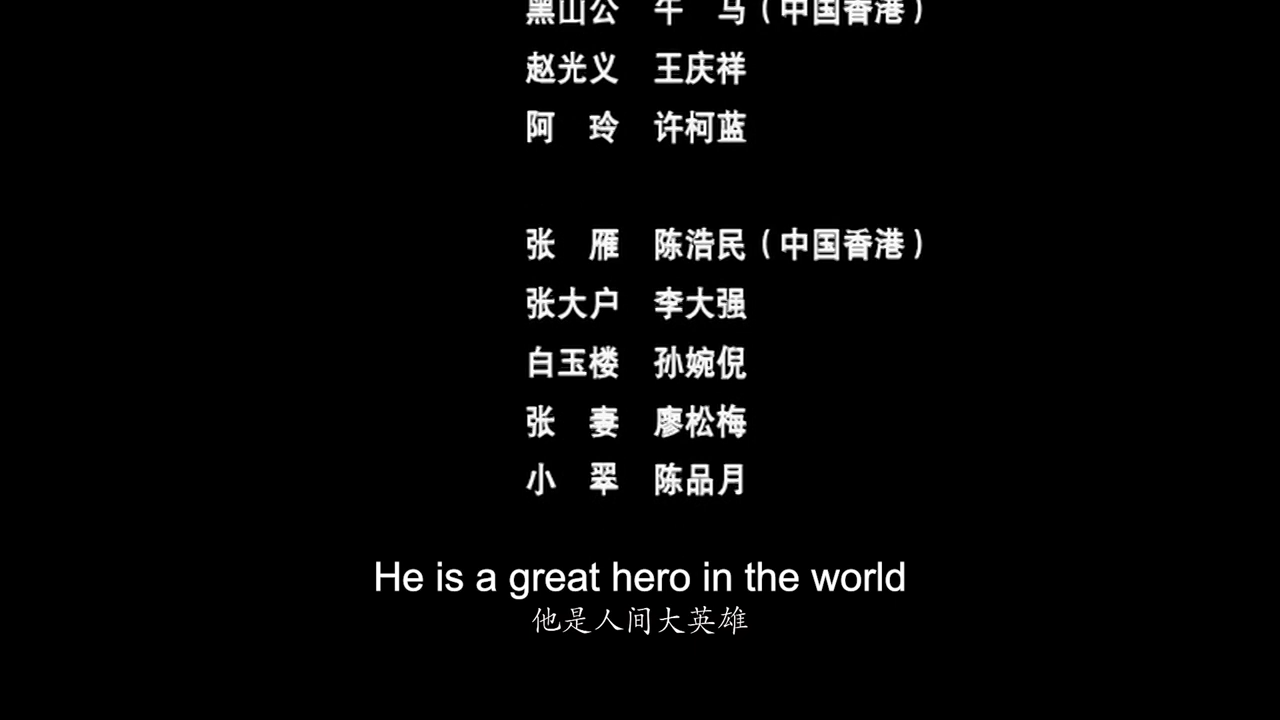 黑山公 午 马（中国香港）
赵光义 王庆祥
阿 玲 许柯蓝
张 雁 陈浩民（中国香港）
张大户 李大强
白玉楼 孙婉倪
张 妻 廖松梅
小 翠 陈品月
He is a great hero in the world
他是人间大英雄